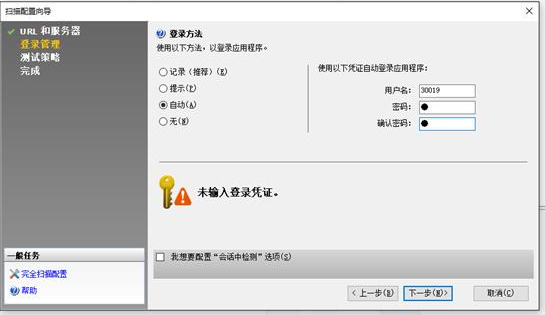 扫描配置向导
URL 和服务器
登录管理
测试策略
完成
登录方法
使用以下方法，以登录应用程序。
记录（推荐）(R)
提示(P)
自动(A)
无(N)
使用以下凭证自动登录应用程序：
用户名： 30019
密码： ●
确认密码： ●
未输入登录凭证。
一般任务
完全扫描配置
帮助
我想要配置“会话中检测”选项(S)
< 上一步(B)
下一步(N)>
取消(C)